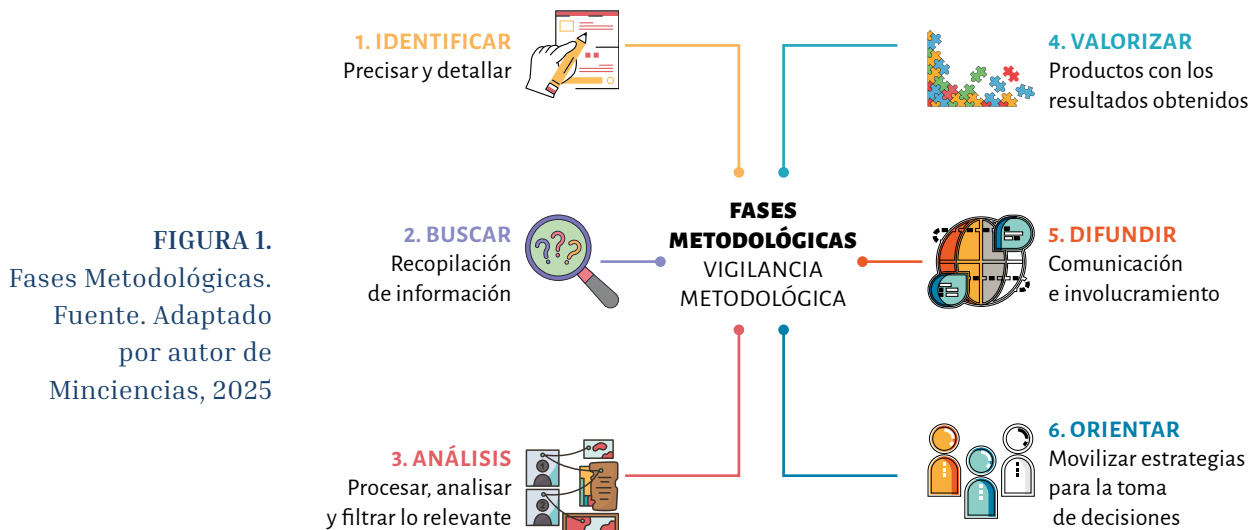 FIGURA 1.
Fases Metodológicas.
Fuente. Adaptado
por autor de
Minciencias, 2025
1. IDENTIFICAR
Precisar y detallar
2. BUSCAR
Recopilación
de información
3. ANÁLISIS
Procesar, analisar
y filtrar lo relevante
1
2
FASES
METODOLÓGICAS
VIGILANCIA
METODOLÓGICA
4. VALORIZAR
Productos con los
resultados obtenidos
5. DIFUNDIR
Comunicación
e involucramiento
6. ORIENTAR
Movilizar estrategias
para la toma
de decisiones